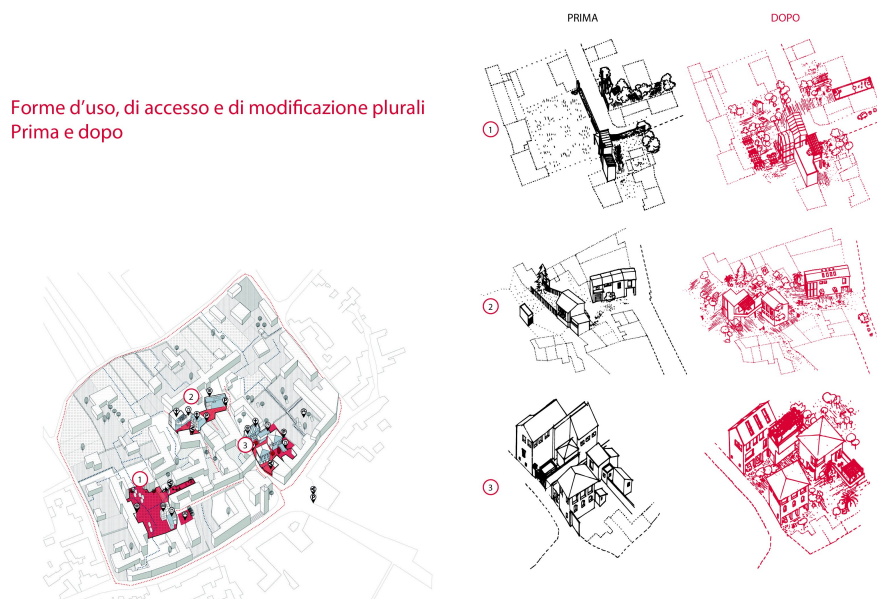 Forme d’uso, di accesso e di modificazione plurali
Prima e dopo
PRIMA
DOPO
1
2
3
2
3
1